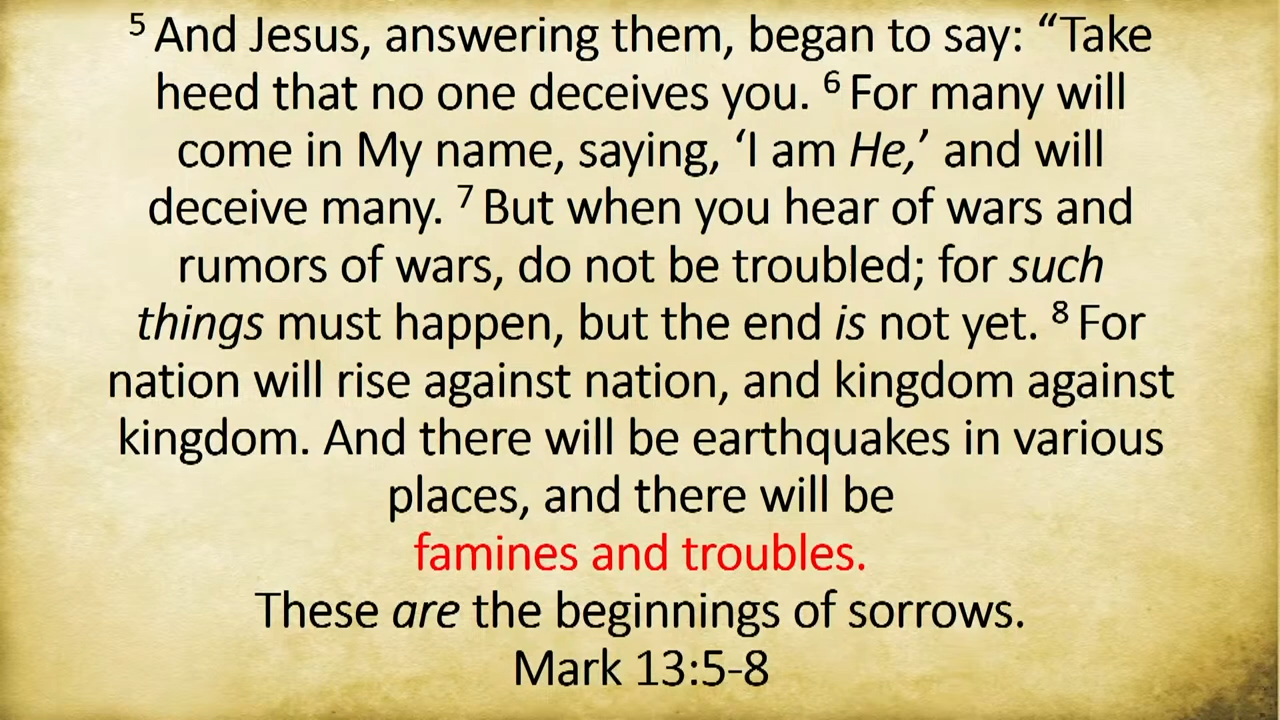 5 And Jesus, answering them, began to say: “Take
heed that no one deceives you. 6 For many will
come in My name, saying, ‘I am He,’ and will
deceive many. 7 But when you hear of wars and
rumors of wars, do not be troubled; for such
things must happen, but the end is not yet. 8 For
nation will rise against nation, and kingdom against
kingdom. And there will be earthquakes in various
places, and there will be
famines and troubles.
These are the beginnings of sorrows.
Mark 13:5-8